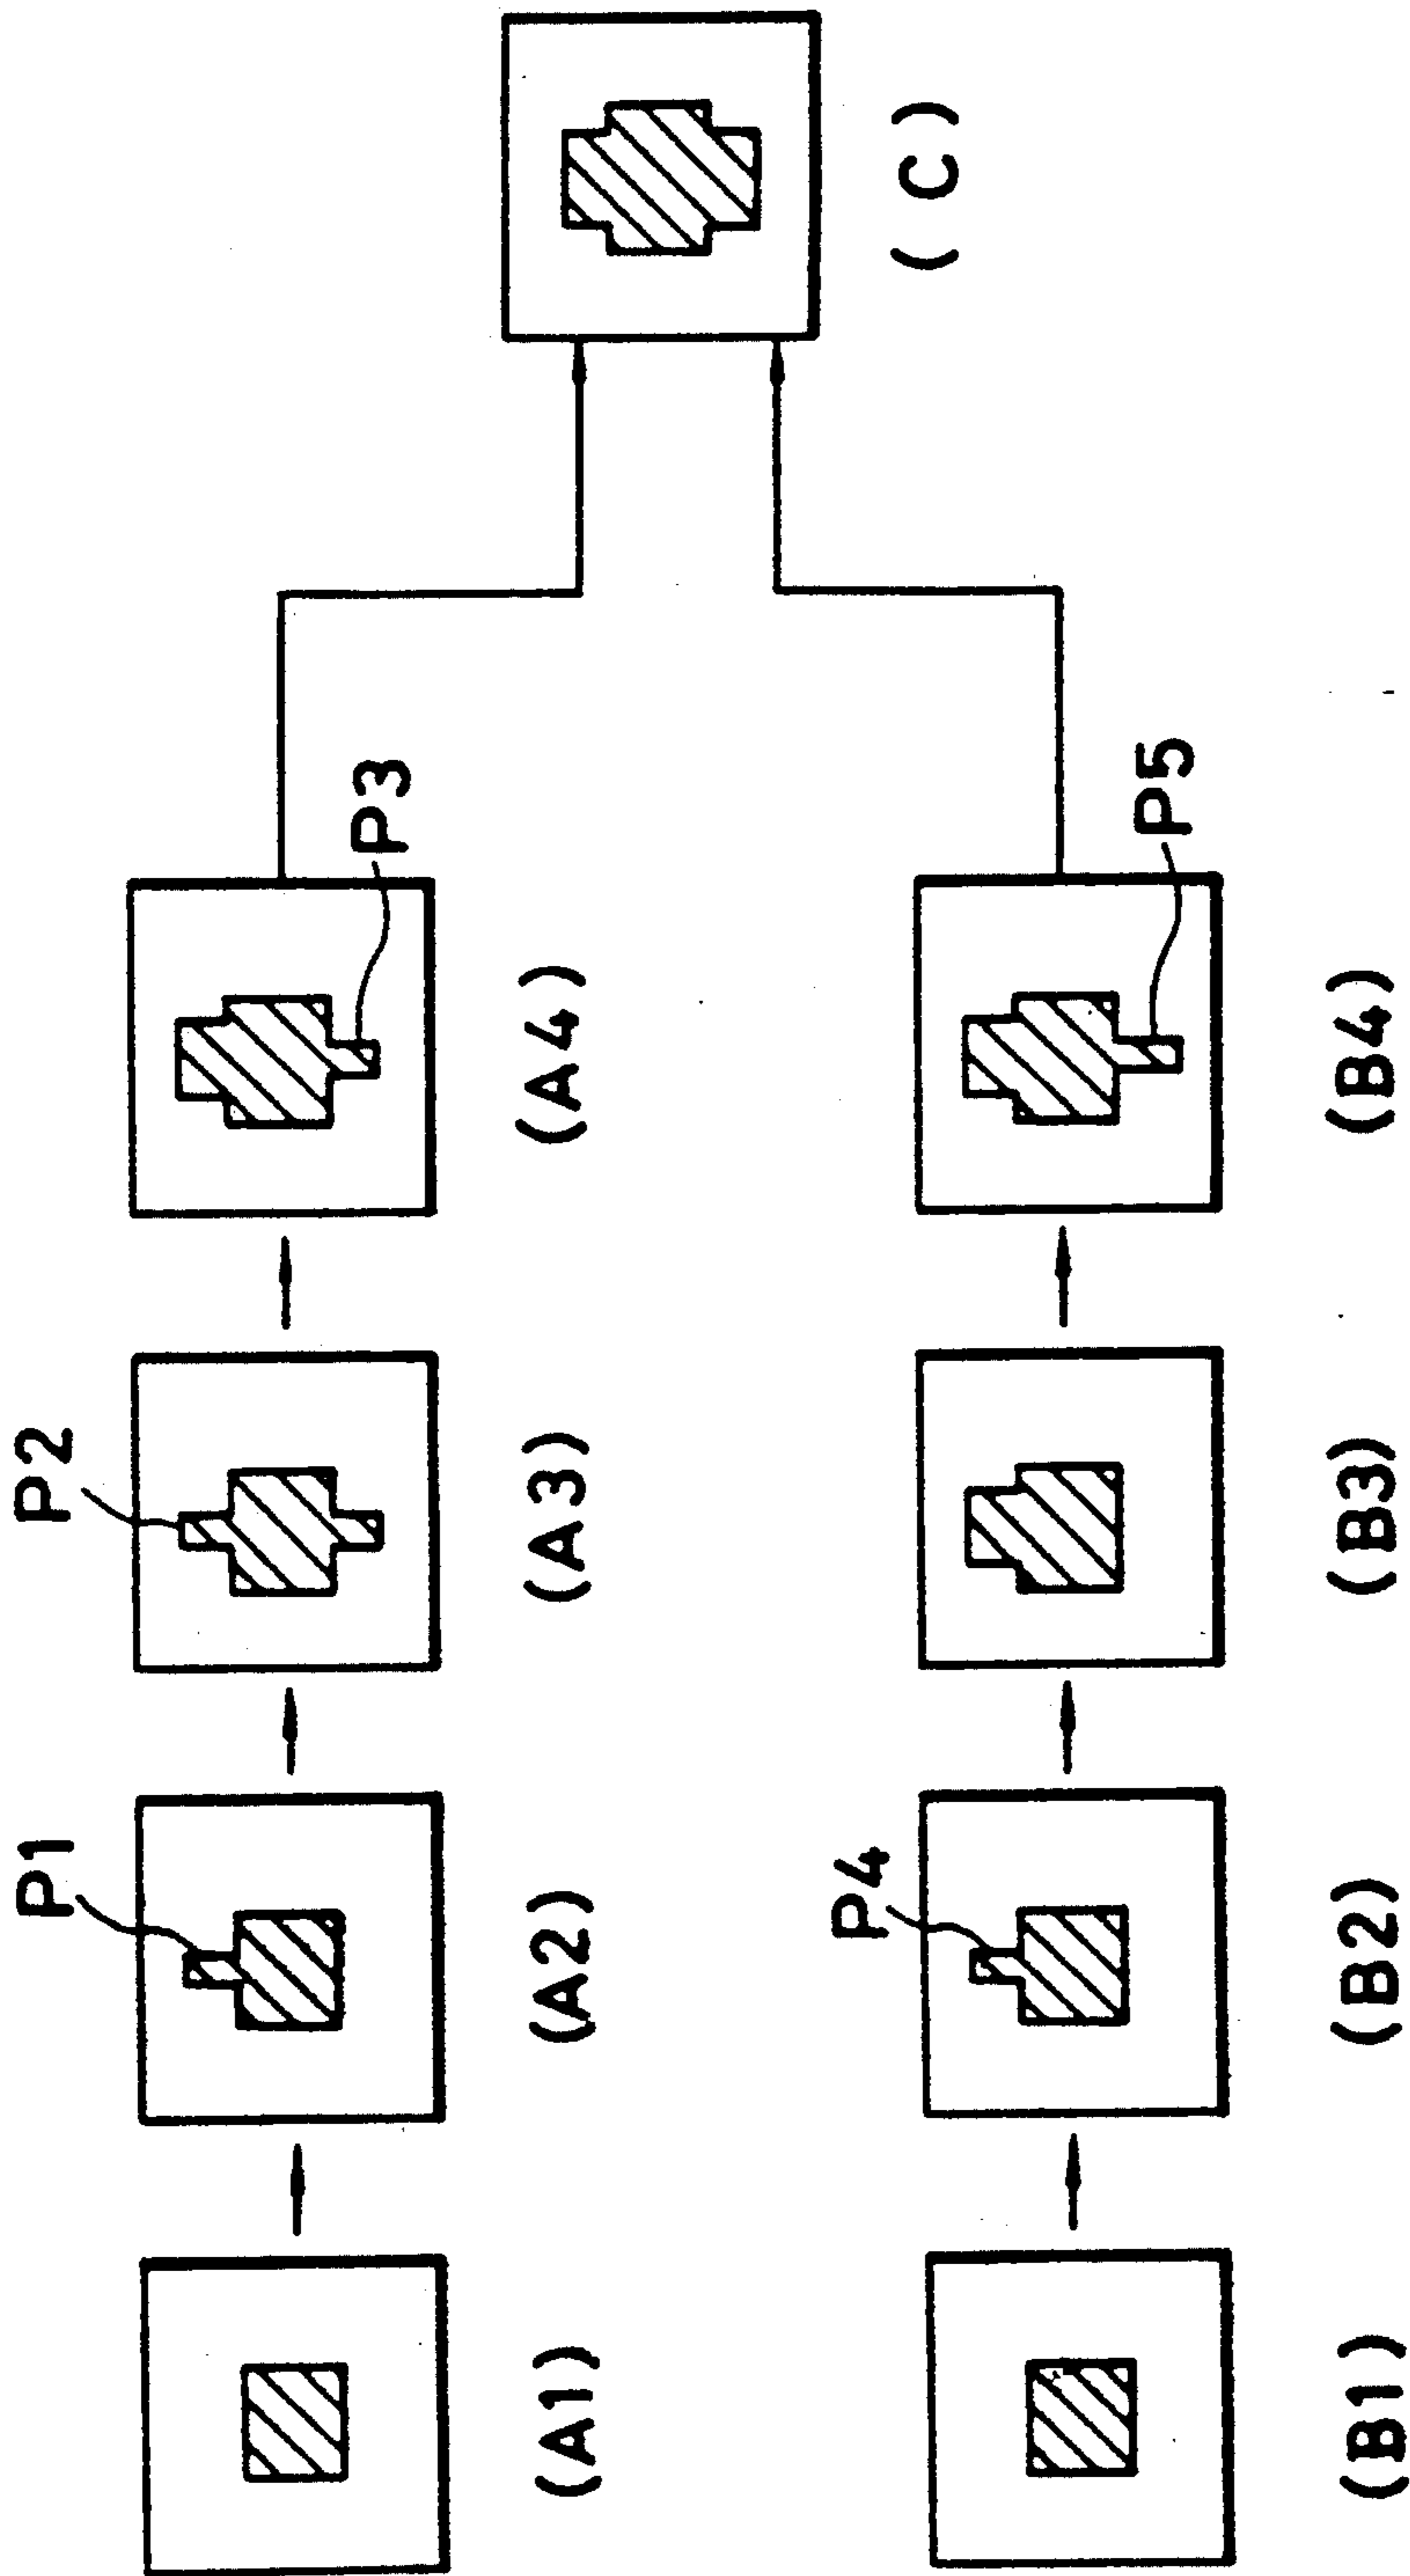 P1
P2
(A1)
(A2)
(A3)
(A4)
P3
(C)
P4
(B1)
(B2)
(B3)
(B4)
P5